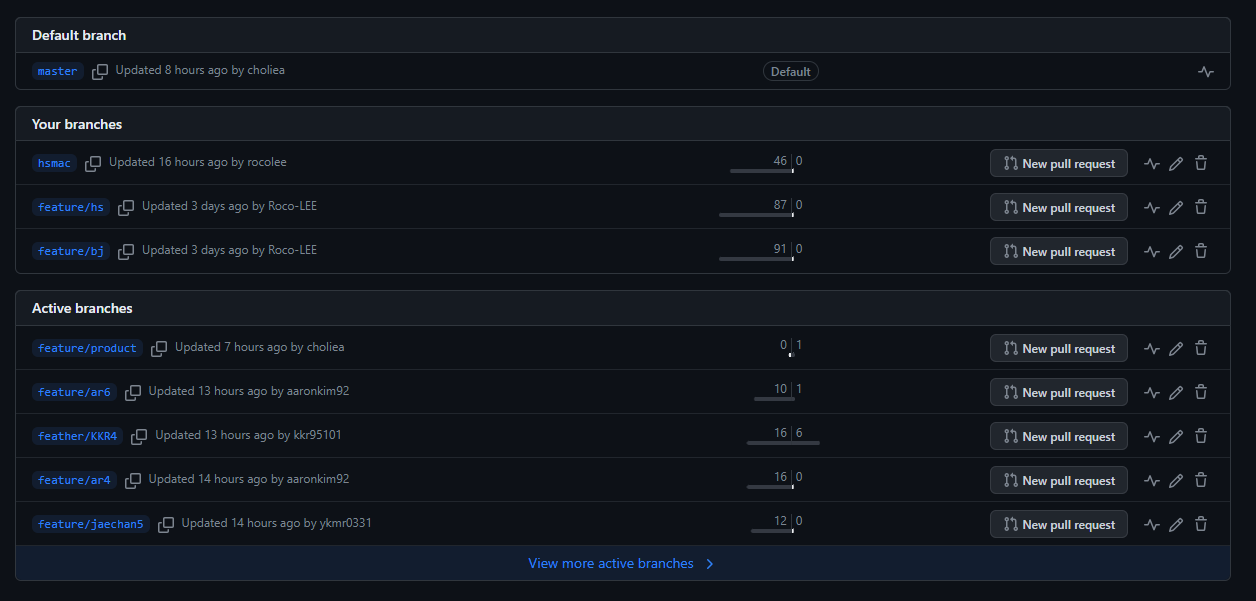 Default branch
master Updated 8 hours ago by choliea Default
Your branches
hsmac Updated 16 hours ago by rocolee 46 0 New pull request
feature/hs Updated 3 days ago by Roco-LEE 87 0 New pull request
feature/bj Updated 3 days ago by Roco-LEE 91 0 New pull request
Active branches
feature/product Updated 7 hours ago by choliea 0 1 New pull request
feature/ar6 Updated 13 hours ago by aaronkim92 10 1 New pull request
feather/KKR4 Updated 13 hours ago by kkr95101 16 6 New pull request
feature/ar4 Updated 14 hours ago by aaronkim92 16 0 New pull request
feature/jaechan5 Updated 14 hours ago by ykmr0331 12 0 New pull request
View more active branches